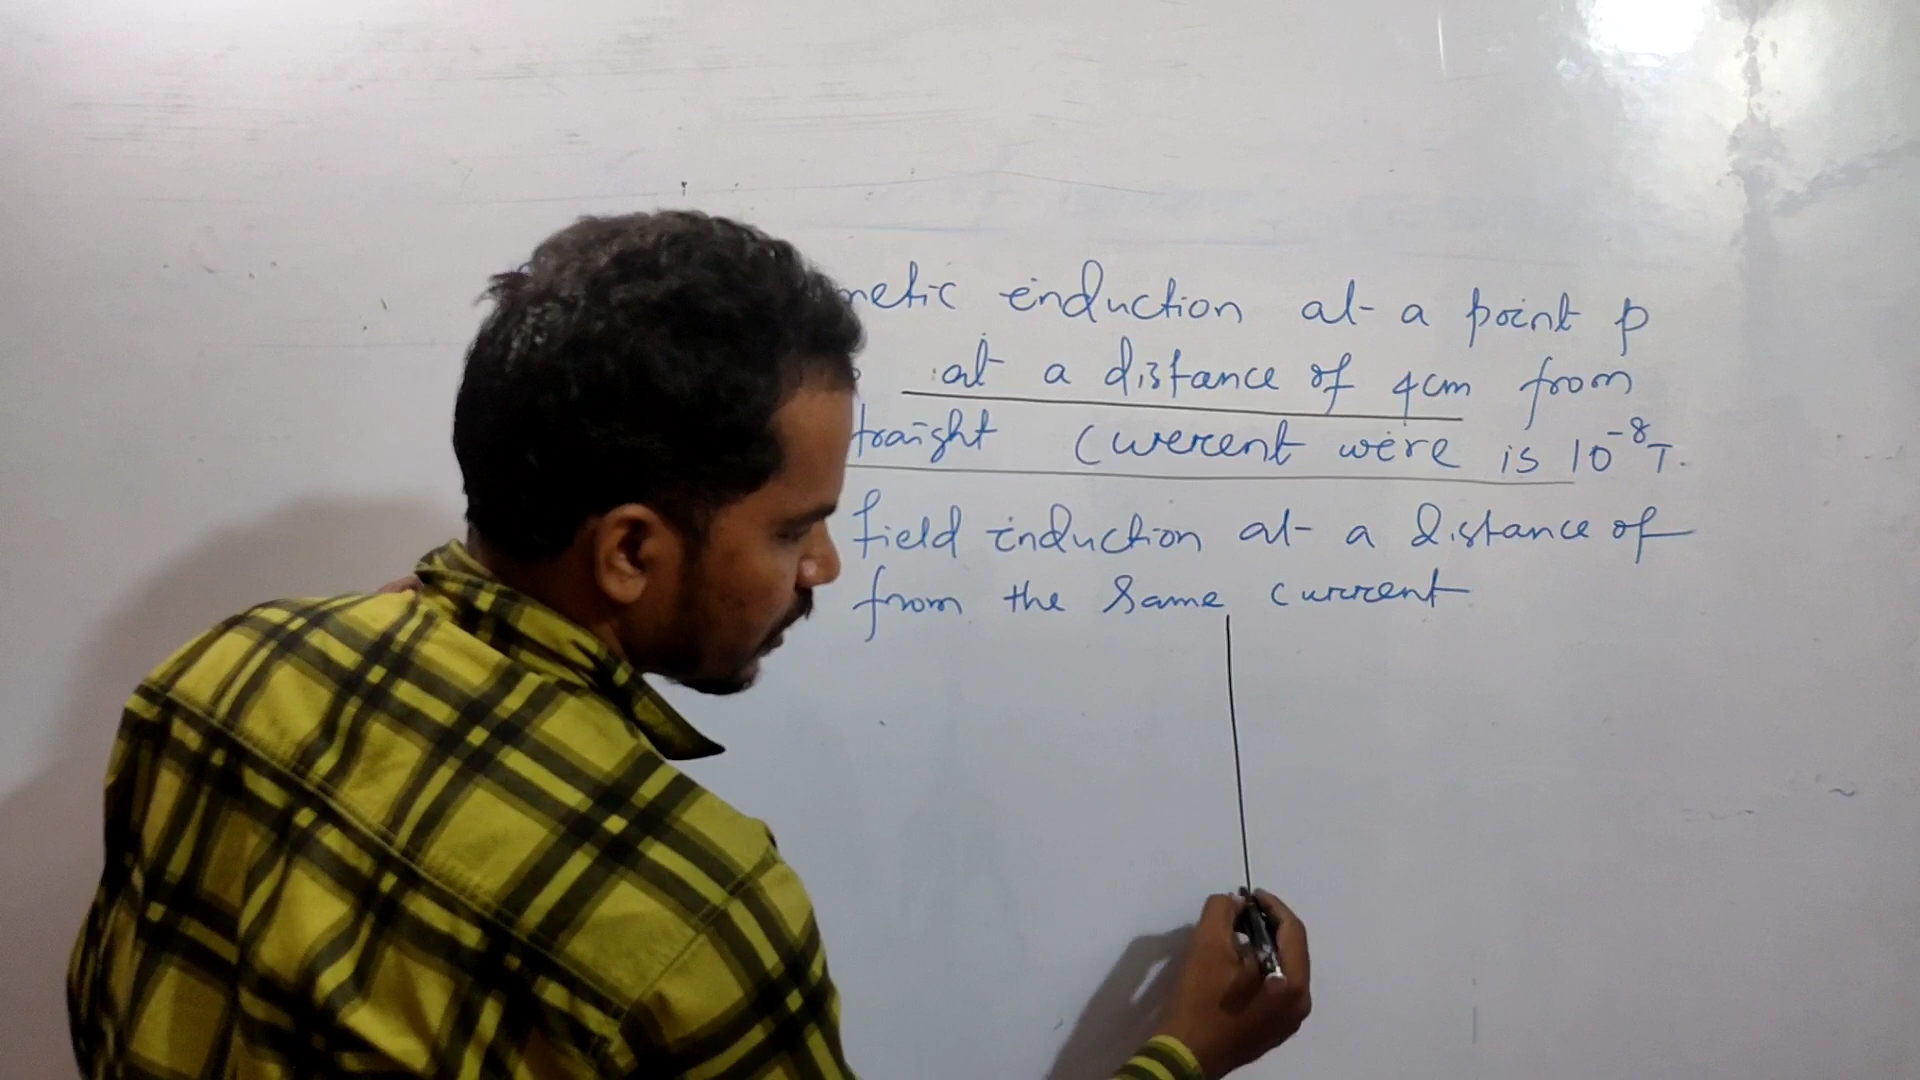 netic induction at a point p
at a distance of 4cm from
traight current wire is 10⁻⁸T.
field induction at a distance of
from the same current